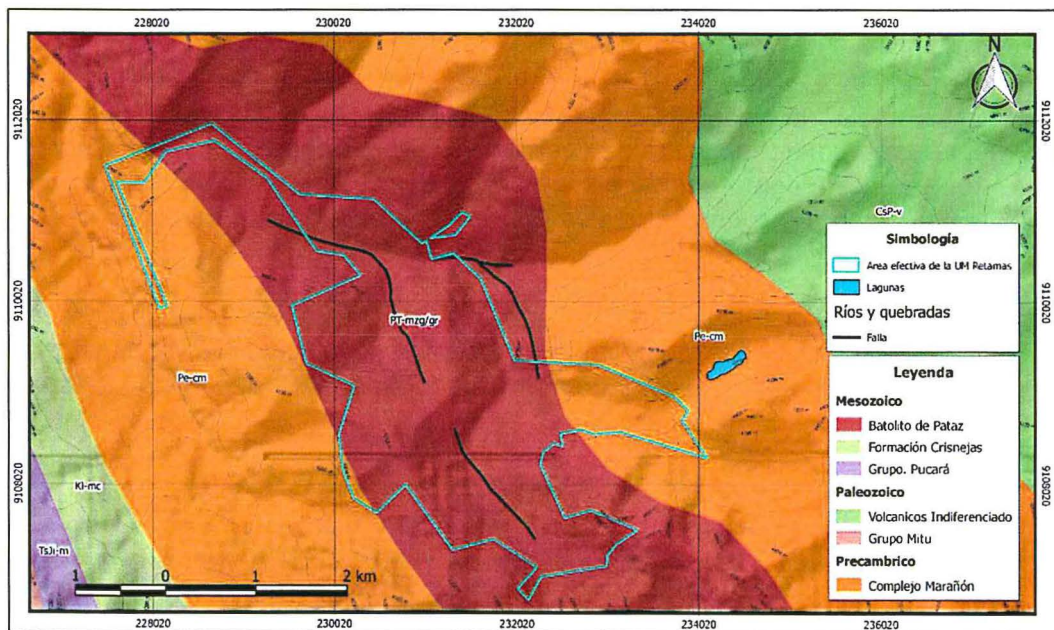 228020 230020 232020 234020 236020
N
9112020 9112020
CsP-v
Simbología
Area efectiva de la UM Retamas
Lagunas
Ríos y quebradas
Falla
9110020 9110020
PT-mzg/gr
Pe-cm
Pe-cm
Leyenda
Mesozoico
Batolito de Pataz
Formación Crisnejas
Grupo. Pucará
Paleozoico
Volcanicos Indiferenciado
Grupo Mitu
Precambrico
Complejo Marañón
9108020 9108020
Ki-mc
TsJi-m
1 0 1 2 km
228020 230020 232020 234020 236020